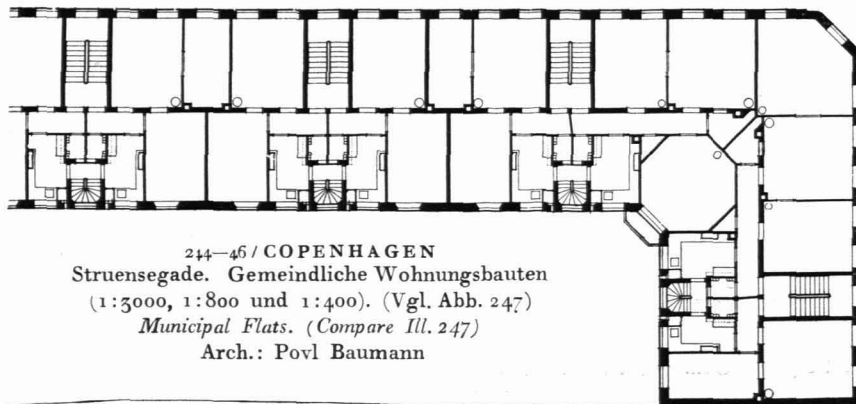 244—46 / COPENHAGEN
Struensegade. Gemeindliche Wohnungsbauten
(1:3000, 1:800 und 1:400). (Vgl. Abb. 247)
Municipal Flats. (Compare Ill. 247)
Arch.: Povl Baumann